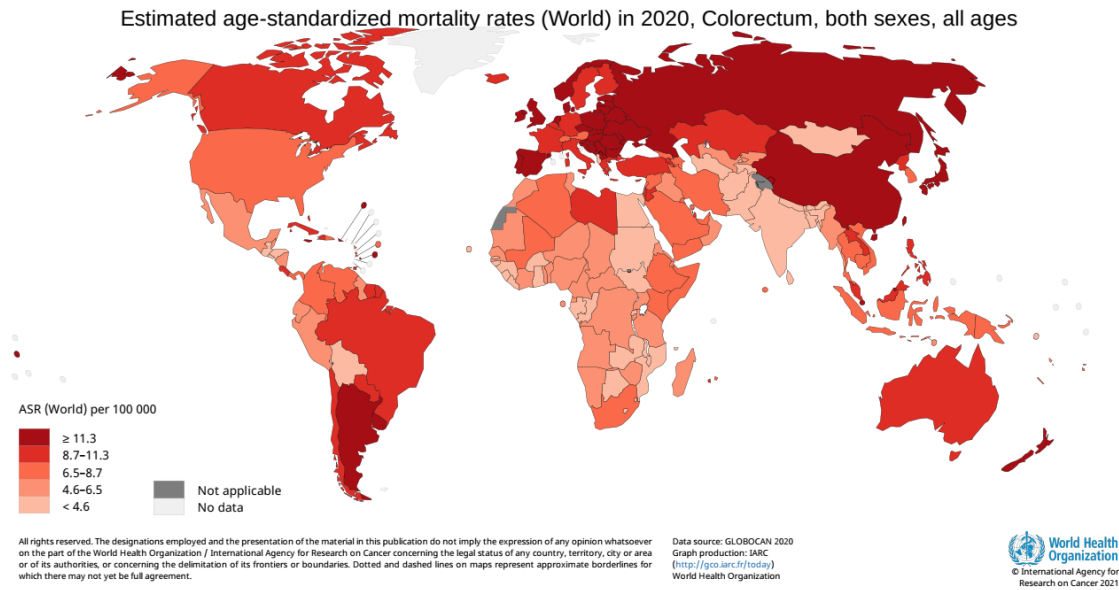 Estimated age-standardized mortality rates (World) in 2020, Colorectum, both sexes, all ages
ASR (World) per 100 000
≥ 11.3
8.7–11.3
6.5–8.7
4.6–6.5
< 4.6
Not applicable
No data
All rights reserved. The designations employed and the presentation of the material in this publication do not imply the expression of any opinion whatsoever
on the part of the World Health Organization / International Agency for Research on Cancer concerning the legal status of any country, territory, city or area
or of its authorities, or concerning the delimitation of its frontiers or boundaries. Dotted and dashed lines on maps represent approximate borderlines for
which there may not yet be full agreement.
Data source: GLOBOCAN 2020
Graph production: IARC
(http://gco.iarc.fr/today)
World Health Organization
World Health
Organization
© International Agency for
Research on Cancer 2021